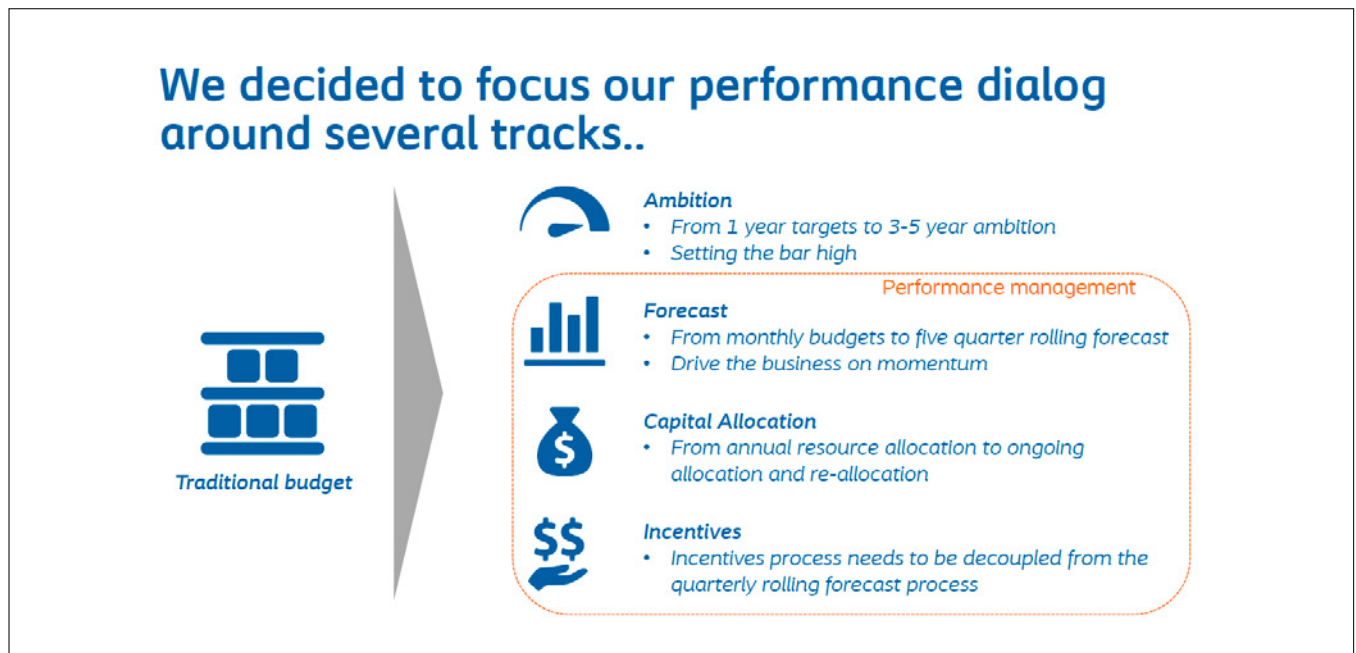 We decided to focus our performance dialog
around several tracks..
Traditional budget
Ambition
• From 1 year targets to 3-5 year ambition
• Setting the bar high
Performance management
Forecast
• From monthly budgets to five quarter rolling forecast
• Drive the business on momentum
$
Capital Allocation
• From annual resource allocation to ongoing
allocation and re-allocation
$$
Incentives
• Incentives process needs to be decoupled from the
quarterly rolling forecast process